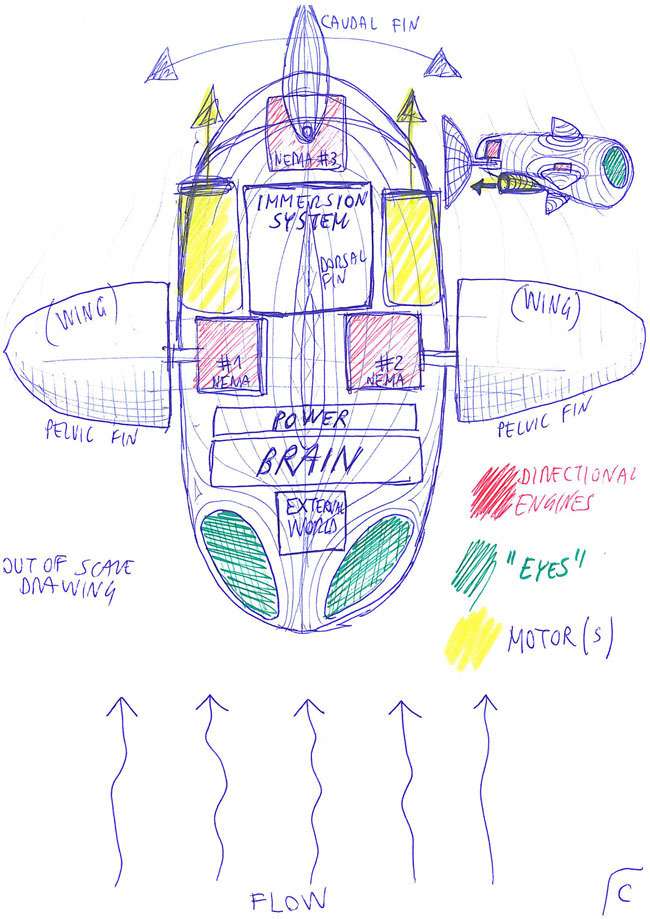 CAUDAL FIN
NEMA #3
IMMERSION
SYSTEM
DORSAL
FIN
(WING)
(WING)
#1
NEMA
#2
NEMA
PELVIC FIN
PELVIC FIN
POWER
BRAIN
EXTERNAL
WORLD
DIRECTIONAL
ENGINES
"EYES"
MOTOR(S)
OUT OF SCALE
DRAWING
FLOW
C